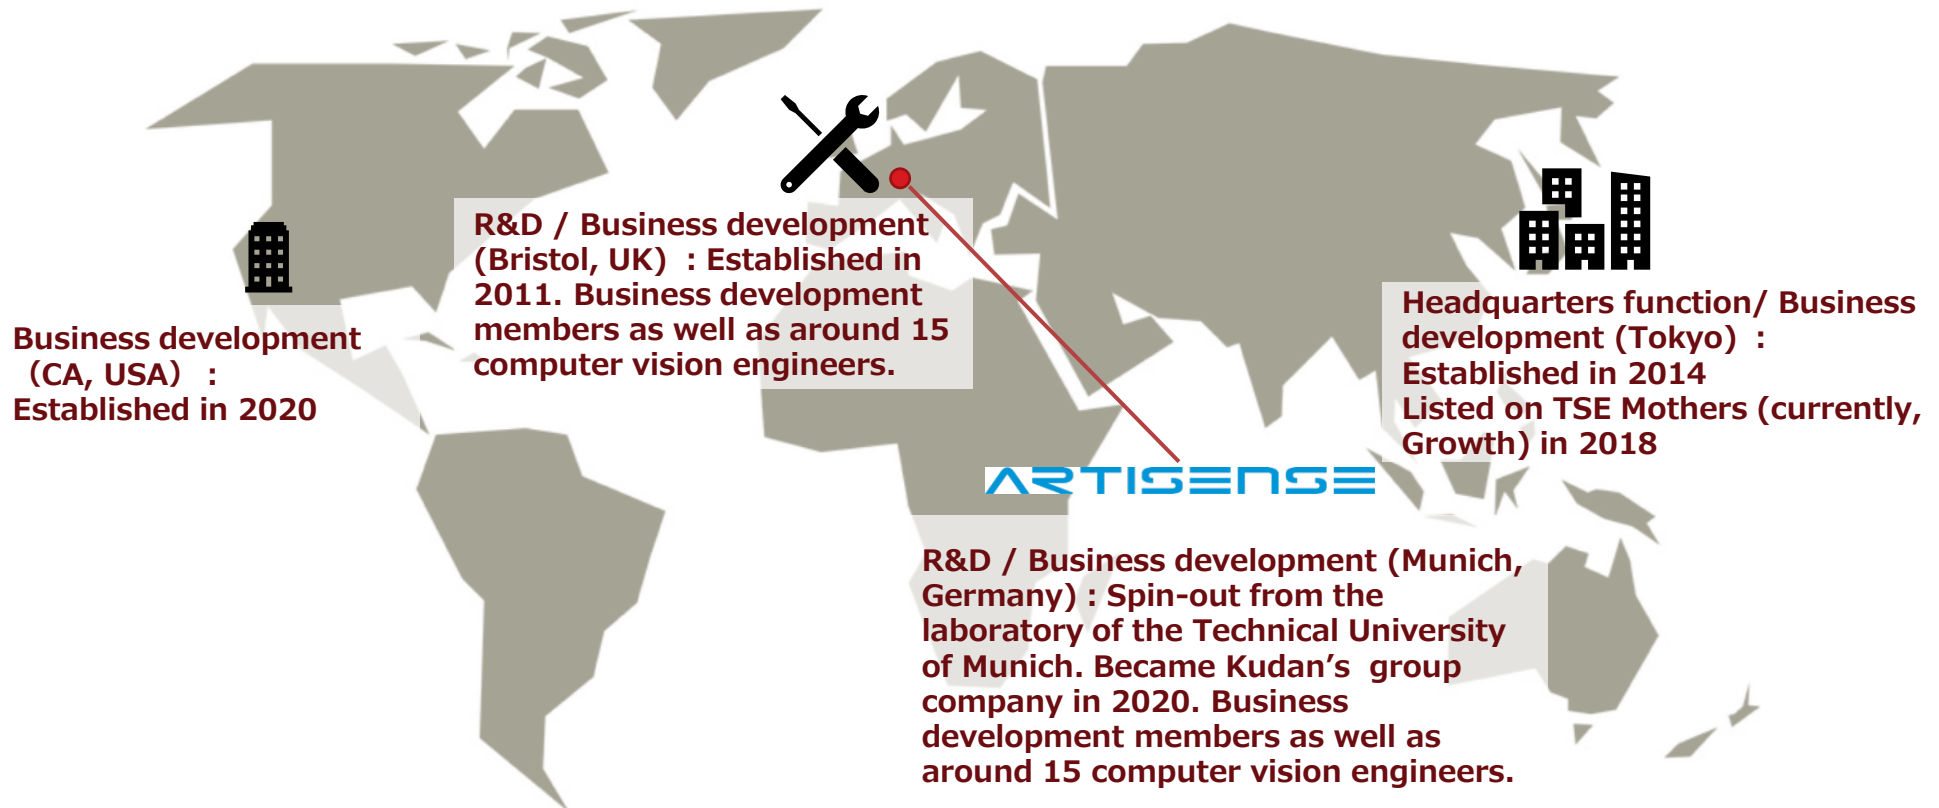 R&D / Business development
(Bristol, UK) : Established in
2011. Business development
members as well as around 15
computer vision engineers.
Business development
（CA, USA） :
Established in 2020
Headquarters function/ Business
development (Tokyo) :
Established in 2014
Listed on TSE Mothers (currently,
Growth) in 2018
ARTISENSE
R&D / Business development (Munich,
Germany) : Spin-out from the
laboratory of the Technical University
of Munich. Became Kudan’s group
company in 2020. Business
development members as well as
around 15 computer vision engineers.